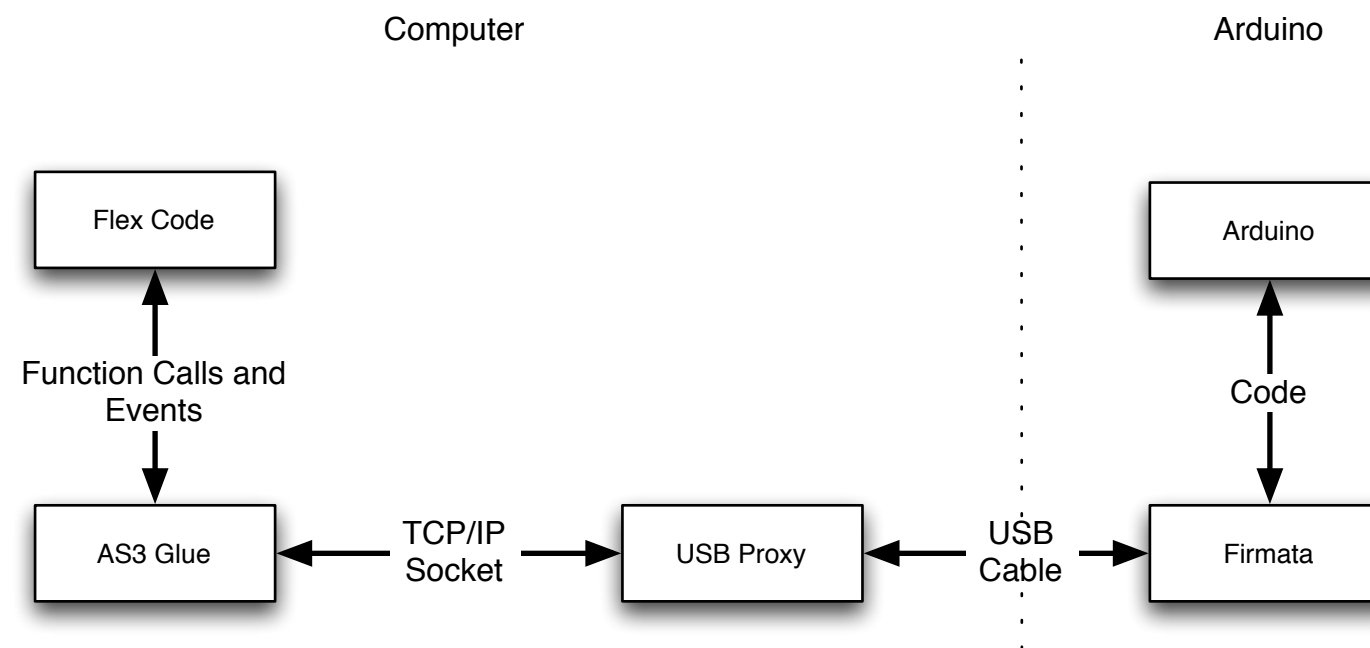 Computer
Arduino
Flex Code
Arduino
Function Calls and
Events
Code
AS3 Glue
TCP/IP
Socket
USB Proxy
USB
Cable
Firmata